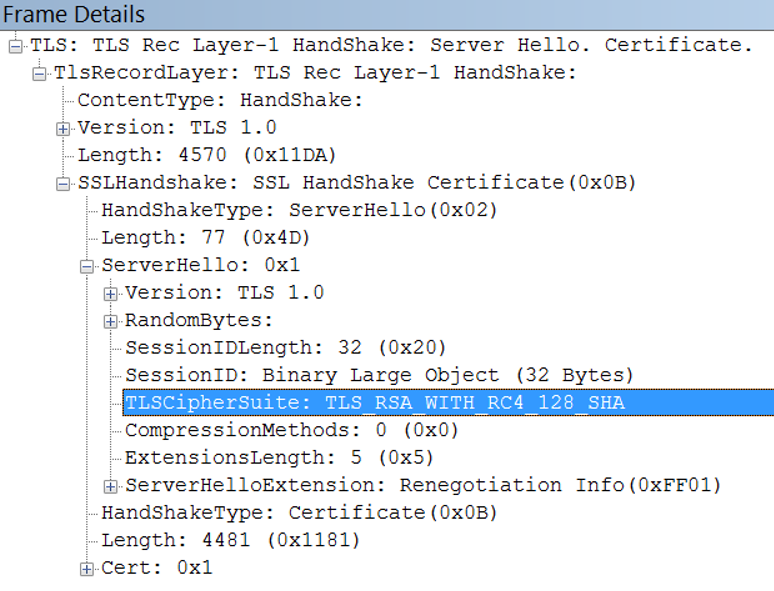 Frame Details
TLS: TLS Rec Layer-1 HandShake: Server Hello. Certificate.
TlsRecordLayer: TLS Rec Layer-1 HandShake:
ContentType: HandShake:
Version: TLS 1.0
Length: 4570 (0x11DA)
SSLHandshake: SSL HandShake Certificate(0x0B)
HandShakeType: ServerHello(0x02)
Length: 77 (0x4D)
ServerHello: 0x1
Version: TLS 1.0
RandomBytes:
SessionIDLength: 32 (0x20)
SessionID: Binary Large Object (32 Bytes)
TLSCipherSuite: TLS_RSA_WITH_RC4_128_SHA
CompressionMethods: 0 (0x0)
ExtensionsLength: 5 (0x5)
ServerHelloExtension: Renegotiation Info(0xFF01)
HandShakeType: Certificate(0x0B)
Length: 4481 (0x1181)
Cert: 0x1